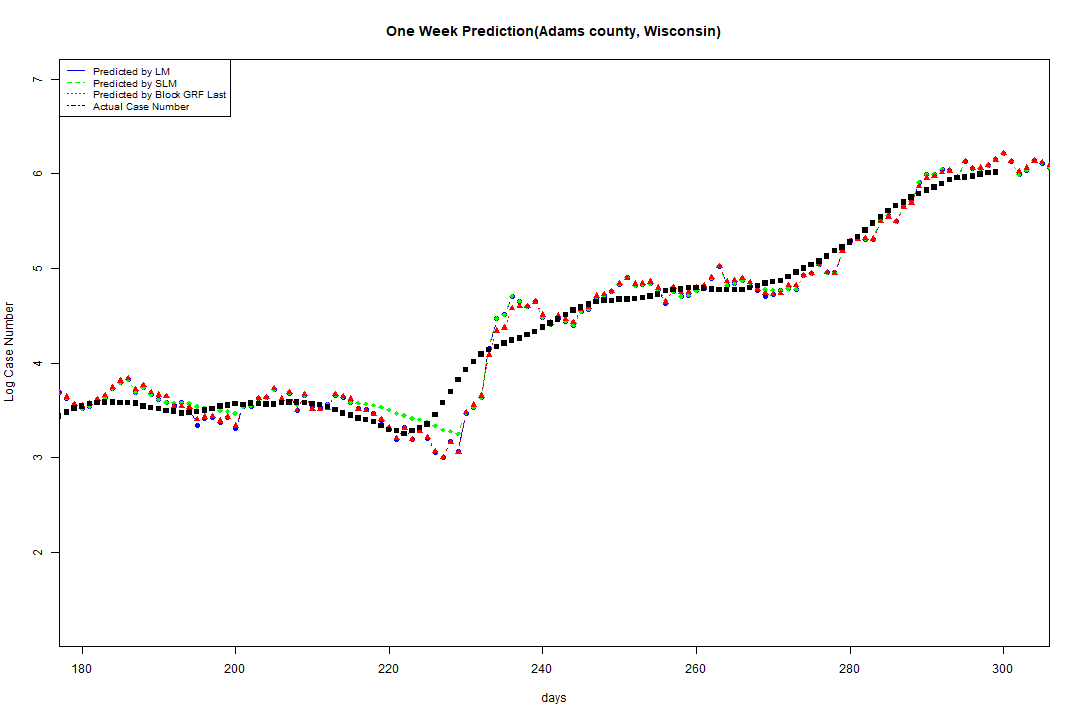 One Week Prediction(Adams county, Wisconsin)
Predicted by LM
Predicted by SLM
Predicted by Block GRF Last
Actual Case Number
7
6
5
4
3
2
Log Case Number
180 200 220 240 260 280 300
days